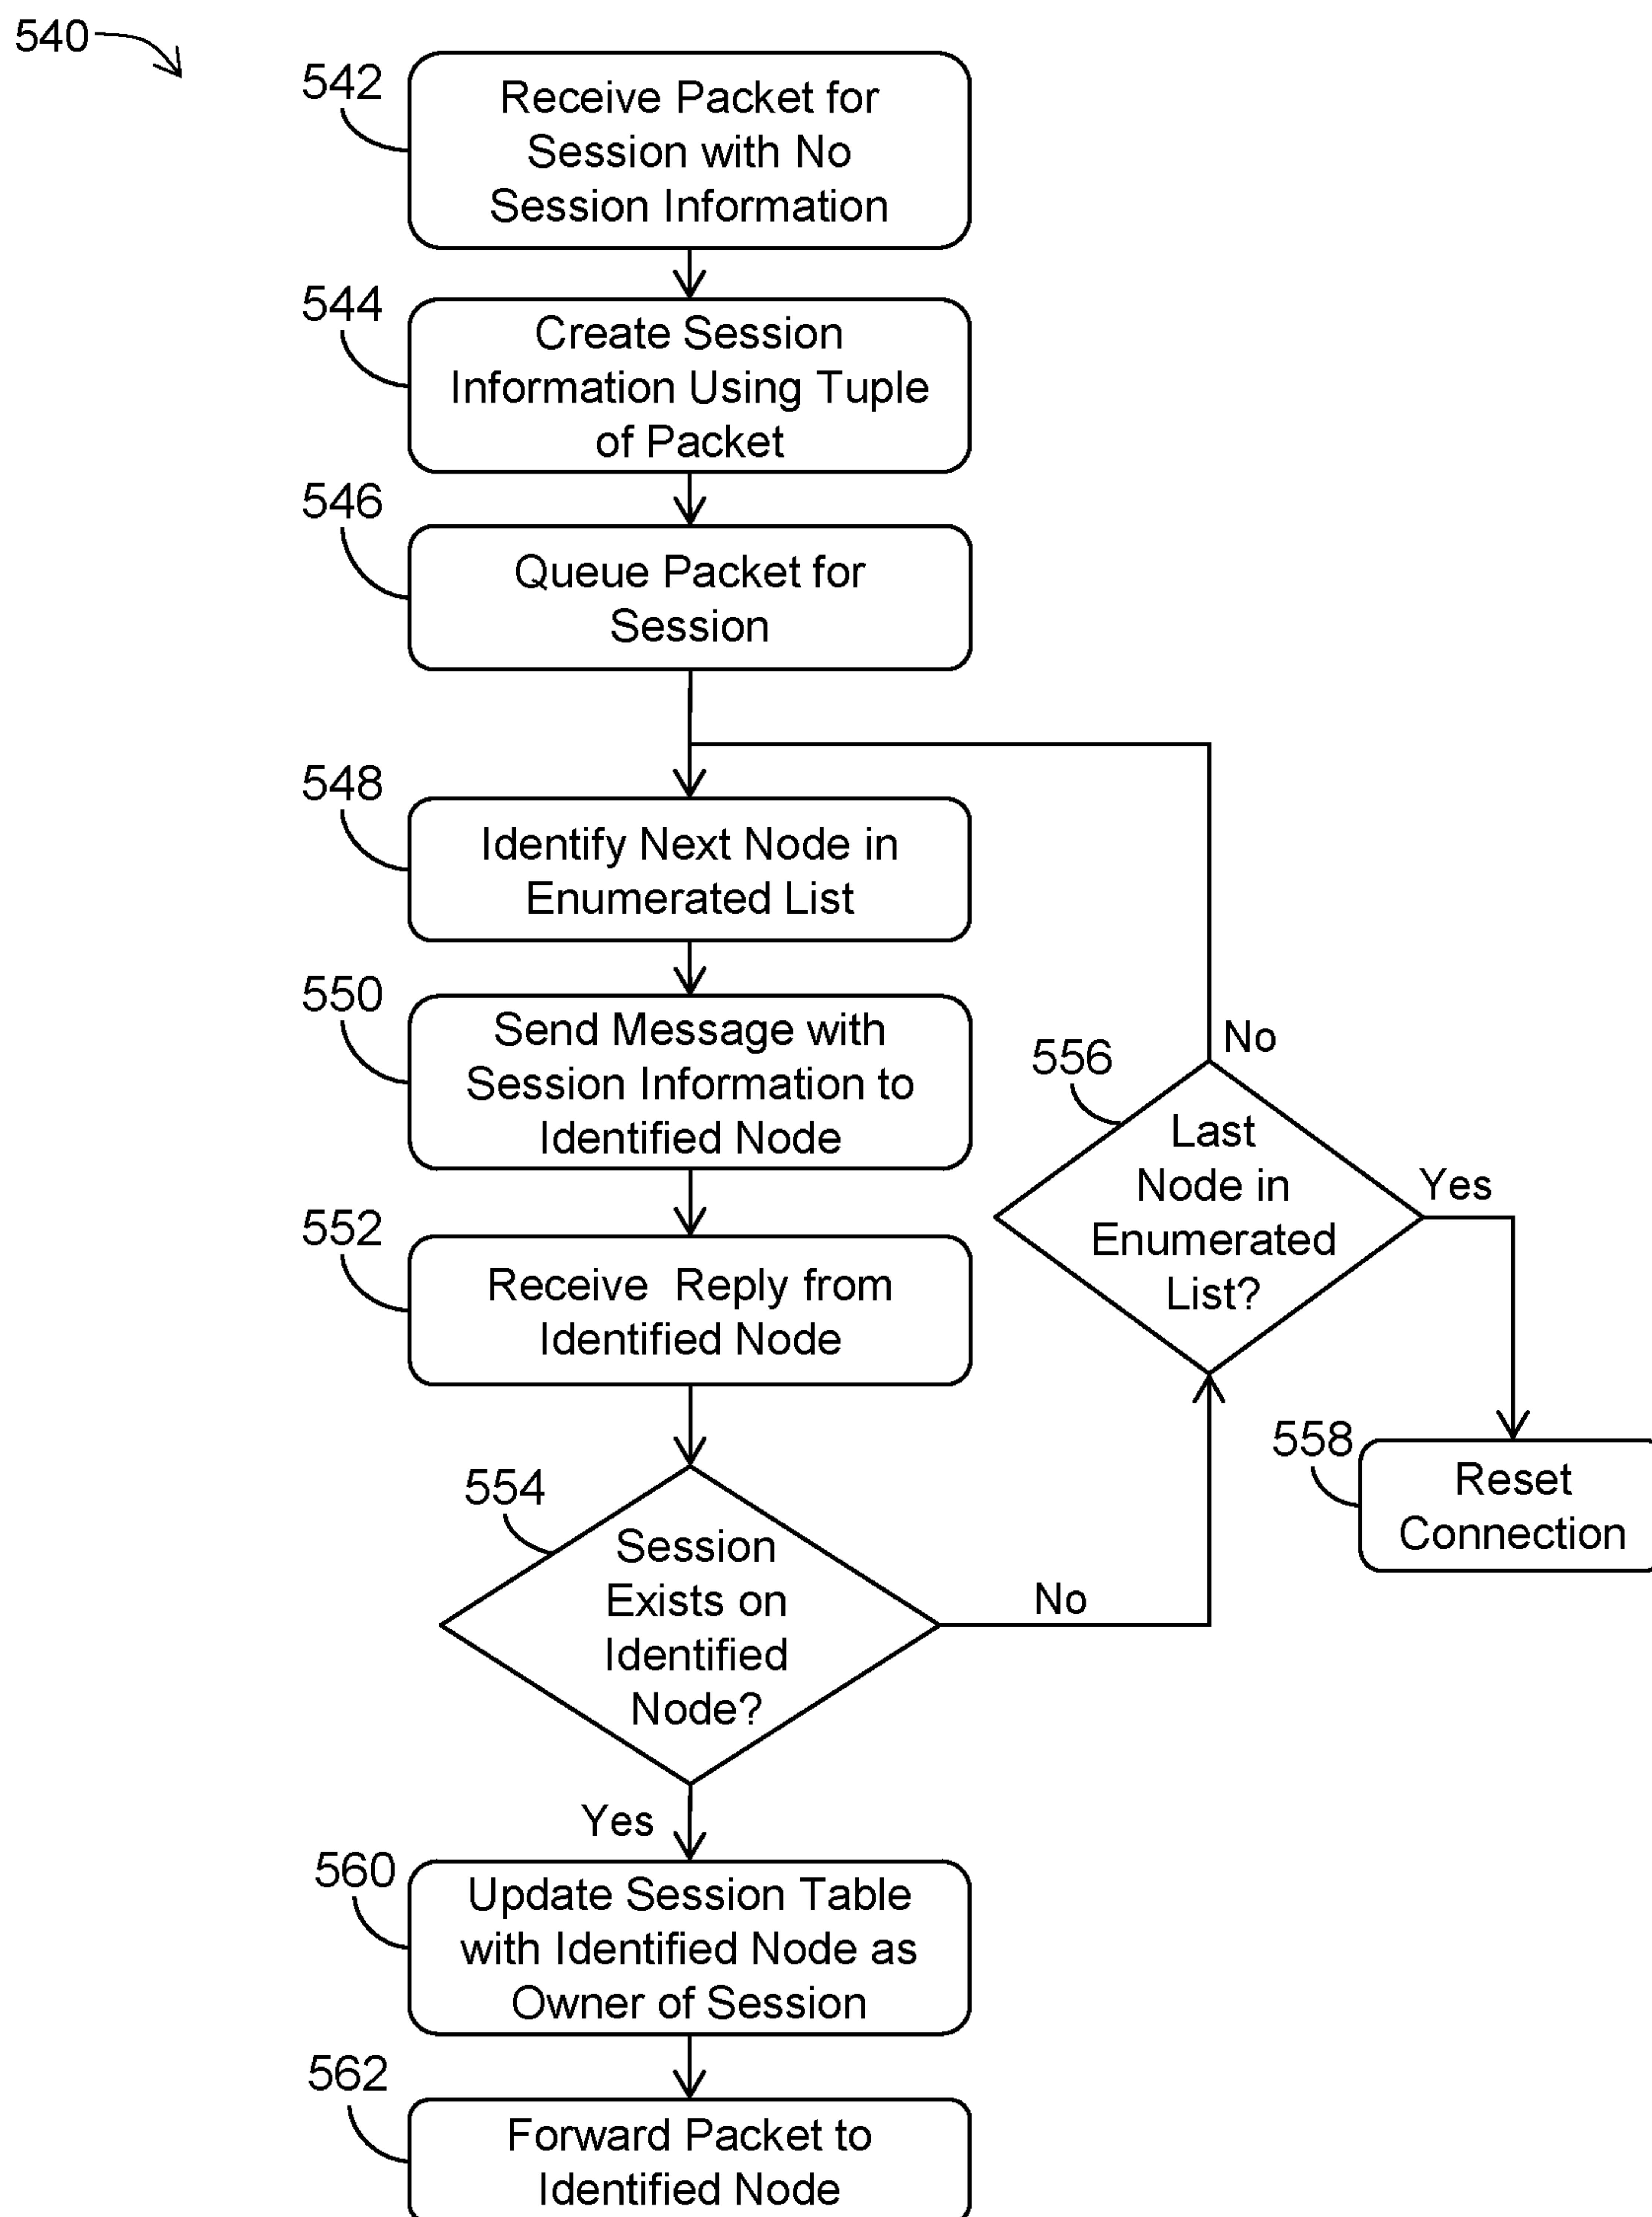 540
542
Receive Packet for
Session with No
Session Information
544
Create Session
Information Using Tuple
of Packet
546
Queue Packet for
Session
548
Identify Next Node in
Enumerated List
550
Send Message with
Session Information to
Identified Node
552
Receive Reply from
Identified Node
554
Session
Exists on
Identified
Node?
No
556
Last
Node in
Enumerated
List?
No
Yes
558
Reset
Connection
Yes
560
Update Session Table
with Identified Node as
Owner of Session
562
Forward Packet to
Identified Node